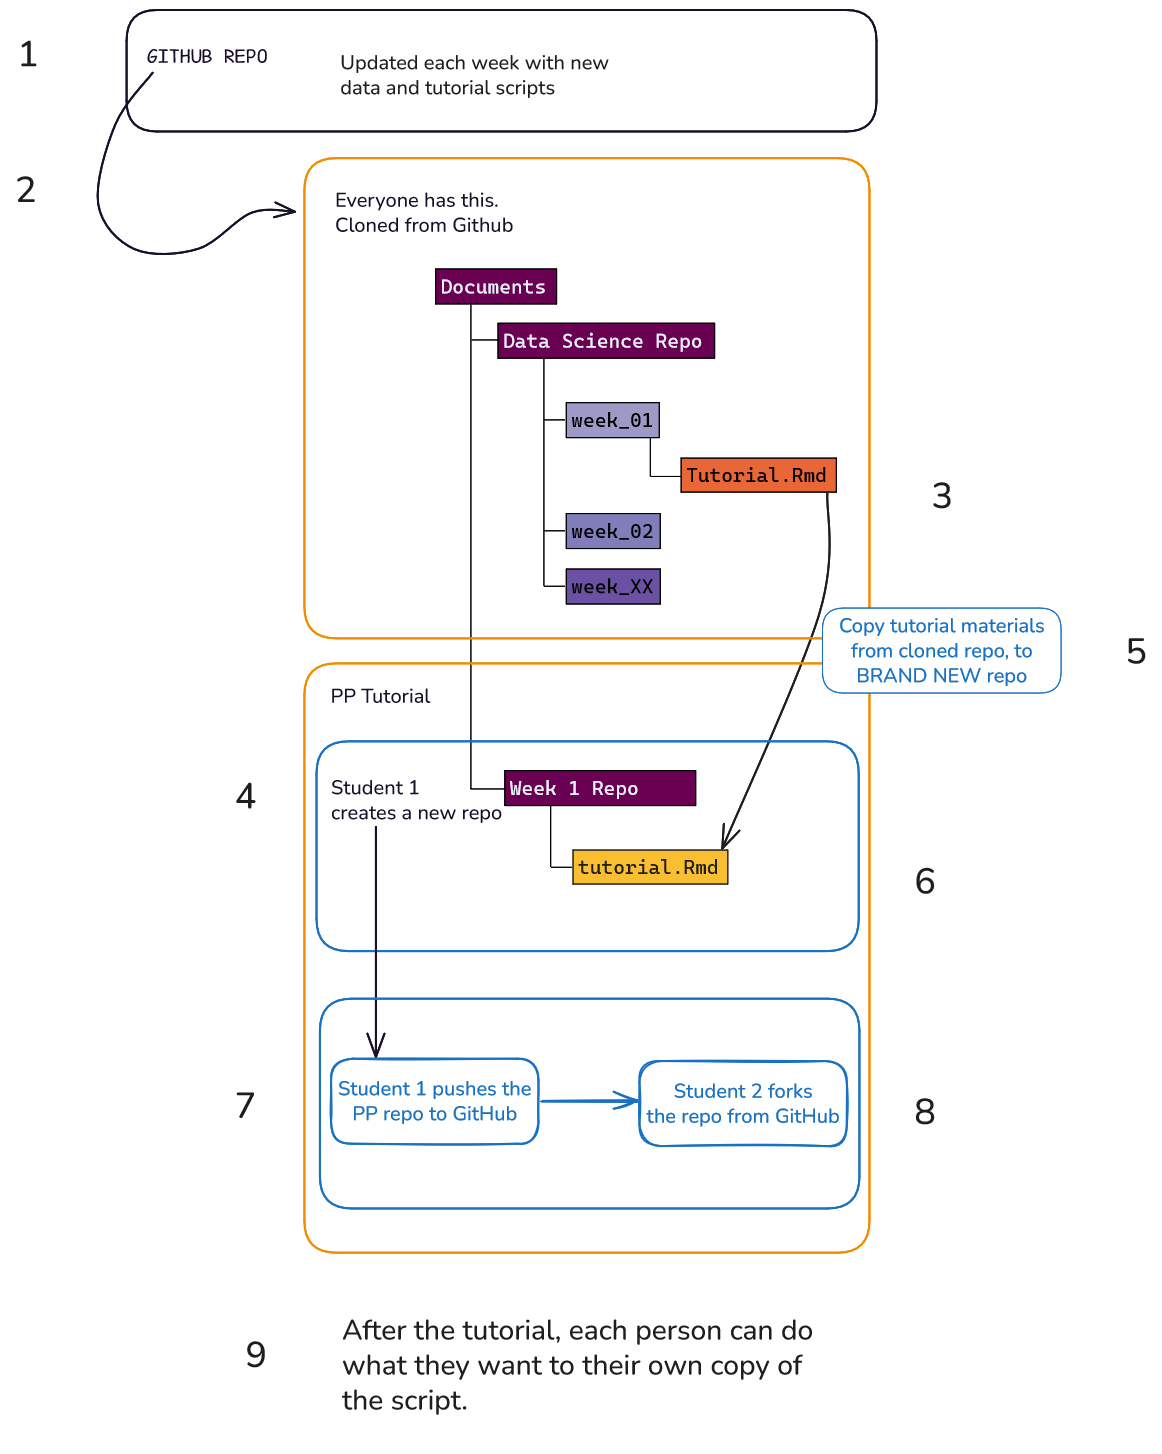 1
GITHUB REPO
Updated each week with new
data and tutorial scripts
2
Everyone has this.
Cloned from Github
Documents
Data Science Repo
week_01
Tutorial.Rmd
3
week_02
week_XX
Copy tutorial materials
from cloned repo, to
BRAND NEW repo
5
PP Tutorial
4
Student 1
creates a new repo
Week 1 Repo
tutorial.Rmd
6
7
Student 1 pushes the
PP repo to GitHub
Student 2 forks
the repo from GitHub
8
9
After the tutorial, each person can do
what they want to their own copy of
the script.